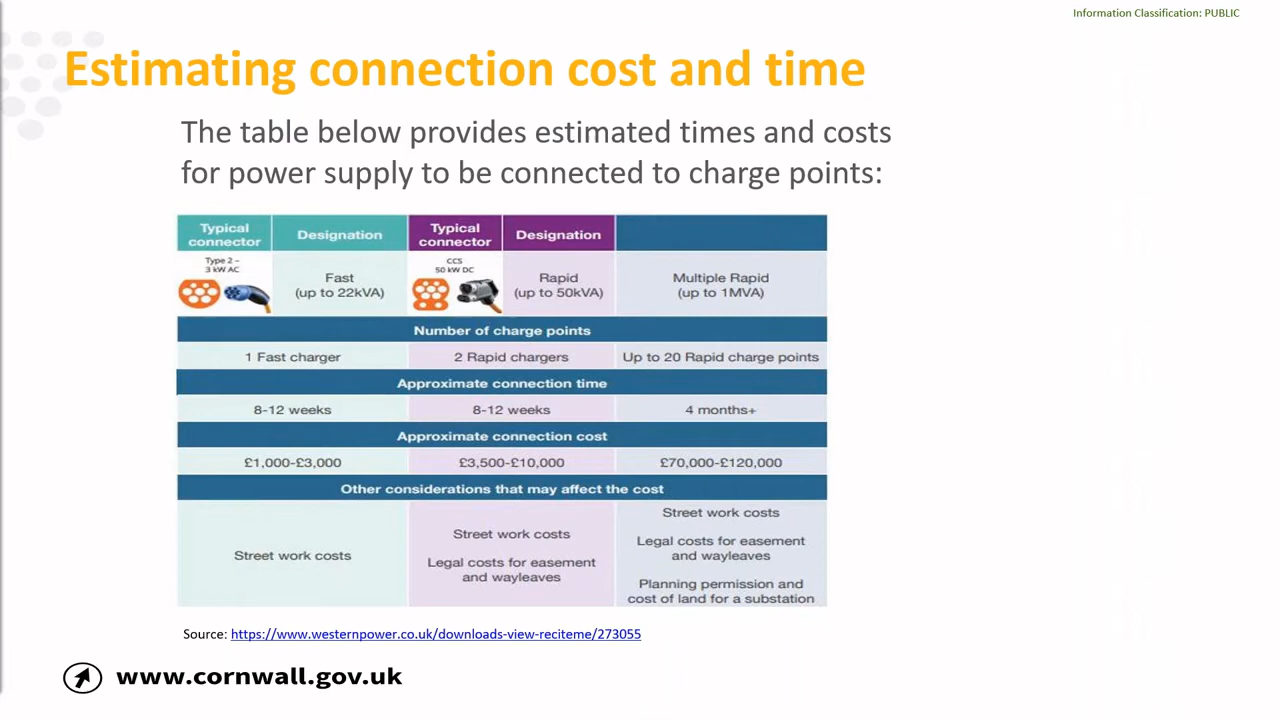 Information Classification: PUBLIC
Estimating connection cost and time
The table below provides estimated times and costs
for power supply to be connected to charge points:
Typical connector Designation Typical connector Designation
Type 2 – 3 kW AC
Fast (up to 22kVA)
CCS 50 kW DC
Rapid (up to 50kVA)
Multiple Rapid (up to 1MVA)
Number of charge points
1 Fast charger 2 Rapid chargers Up to 20 Rapid charge points
Approximate connection time
8-12 weeks 8-12 weeks 4 months+
Approximate connection cost
£1,000-£3,000 £3,500-£10,000 £70,000-£120,000
Other considerations that may affect the cost
Street work costs
Street work costs
Legal costs for easement
and wayleaves
Street work costs
Legal costs for easement
and wayleaves
Planning permission and
cost of land for a substation
Source: https://www.westernpower.co.uk/downloads-view-reciteme/273055
www.cornwall.gov.uk